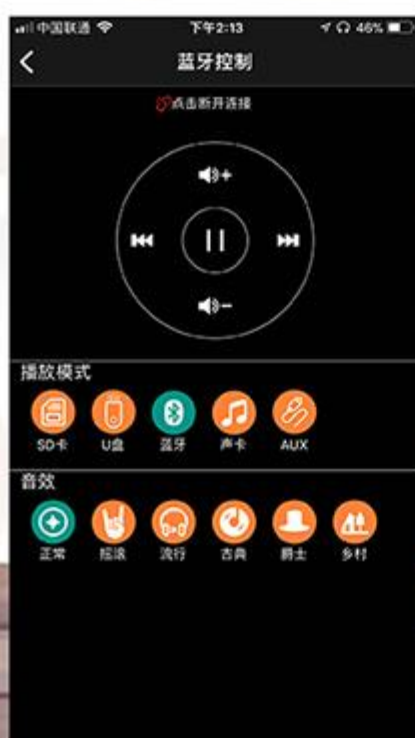 中国联通 下午2:13 46%
蓝牙控制
点击断开连接
播放模式
SD卡 U盘 蓝牙 声卡 AUX
音效
正常 摇滚 流行 古典 爵士 乡村